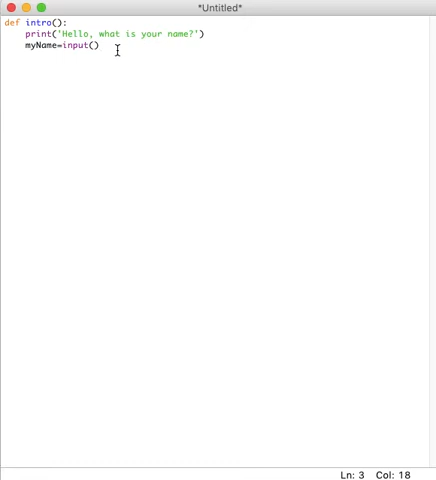 *Untitled*
def intro():
    print('Hello, what is your name?')
    myName=input()
Ln: 3 Col: 18